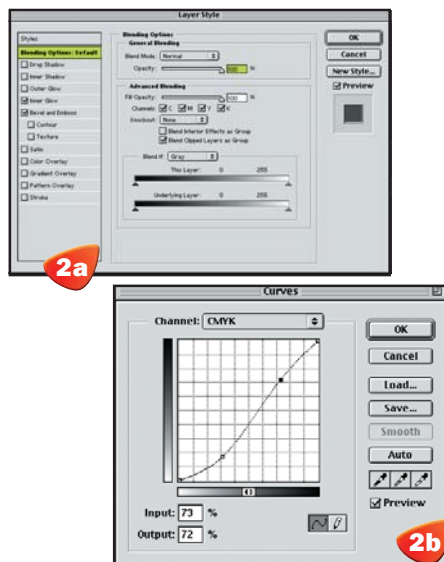 Layer Style
Styles
Blending Options: Default
Drop Shadow
Inner Shadow
Outer Glow
Inner Glow
Bevel and Emboss
Contour
Texture
Satin
Color Overlay
Gradient Overlay
Pattern Overlay
Stroke
Blending Options
General Blending
Blend Mode: Normal
Opacity: 100 %
Advanced Blending
Fill Opacity: 100 %
Channels: C M Y K
Knockout: None
Blend Interior Effects as Group
Blend Clipped Layers as Group
Blend If: Gray
This Layer: 0 255
Underlying Layer: 0 255
OK
Cancel
New Style...
Preview
2a
Curves
Channel: CMYK
Input: 73 %
Output: 72 %
OK
Cancel
Load...
Save...
Smooth
Auto
Preview
2b